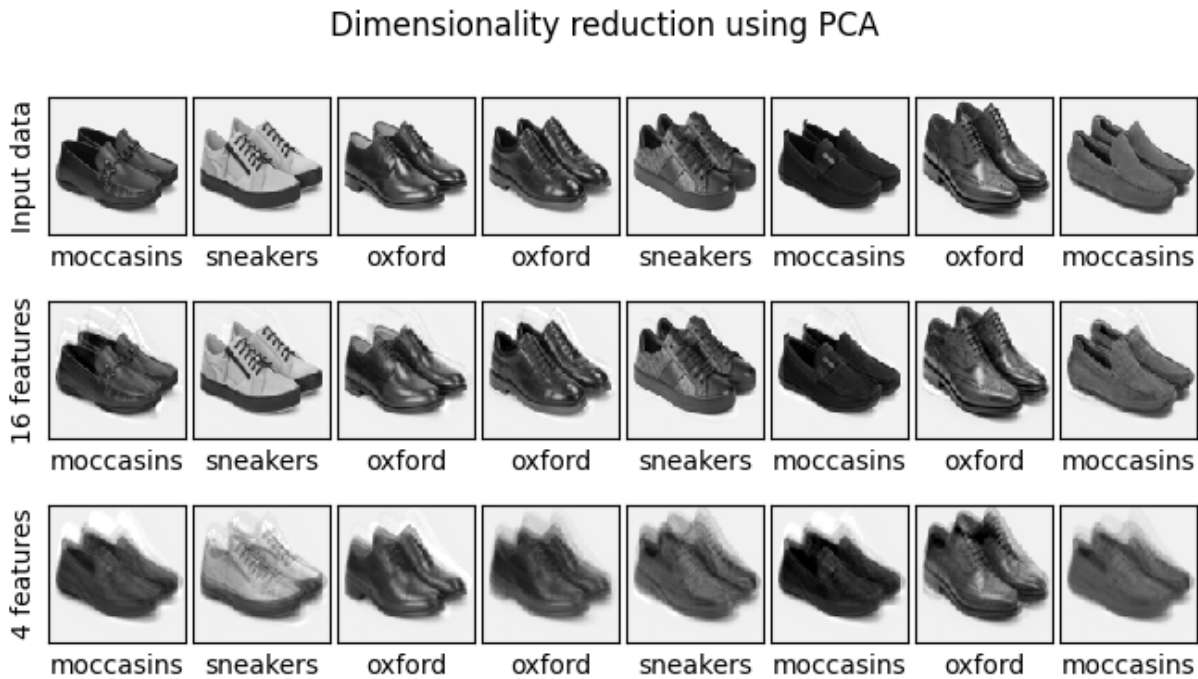 Dimensionality reduction using PCA
Input data
moccasins sneakers oxford oxford sneakers moccasins oxford moccasins
16 features
moccasins sneakers oxford oxford sneakers moccasins oxford moccasins
4 features
moccasins sneakers oxford oxford sneakers moccasins oxford moccasins